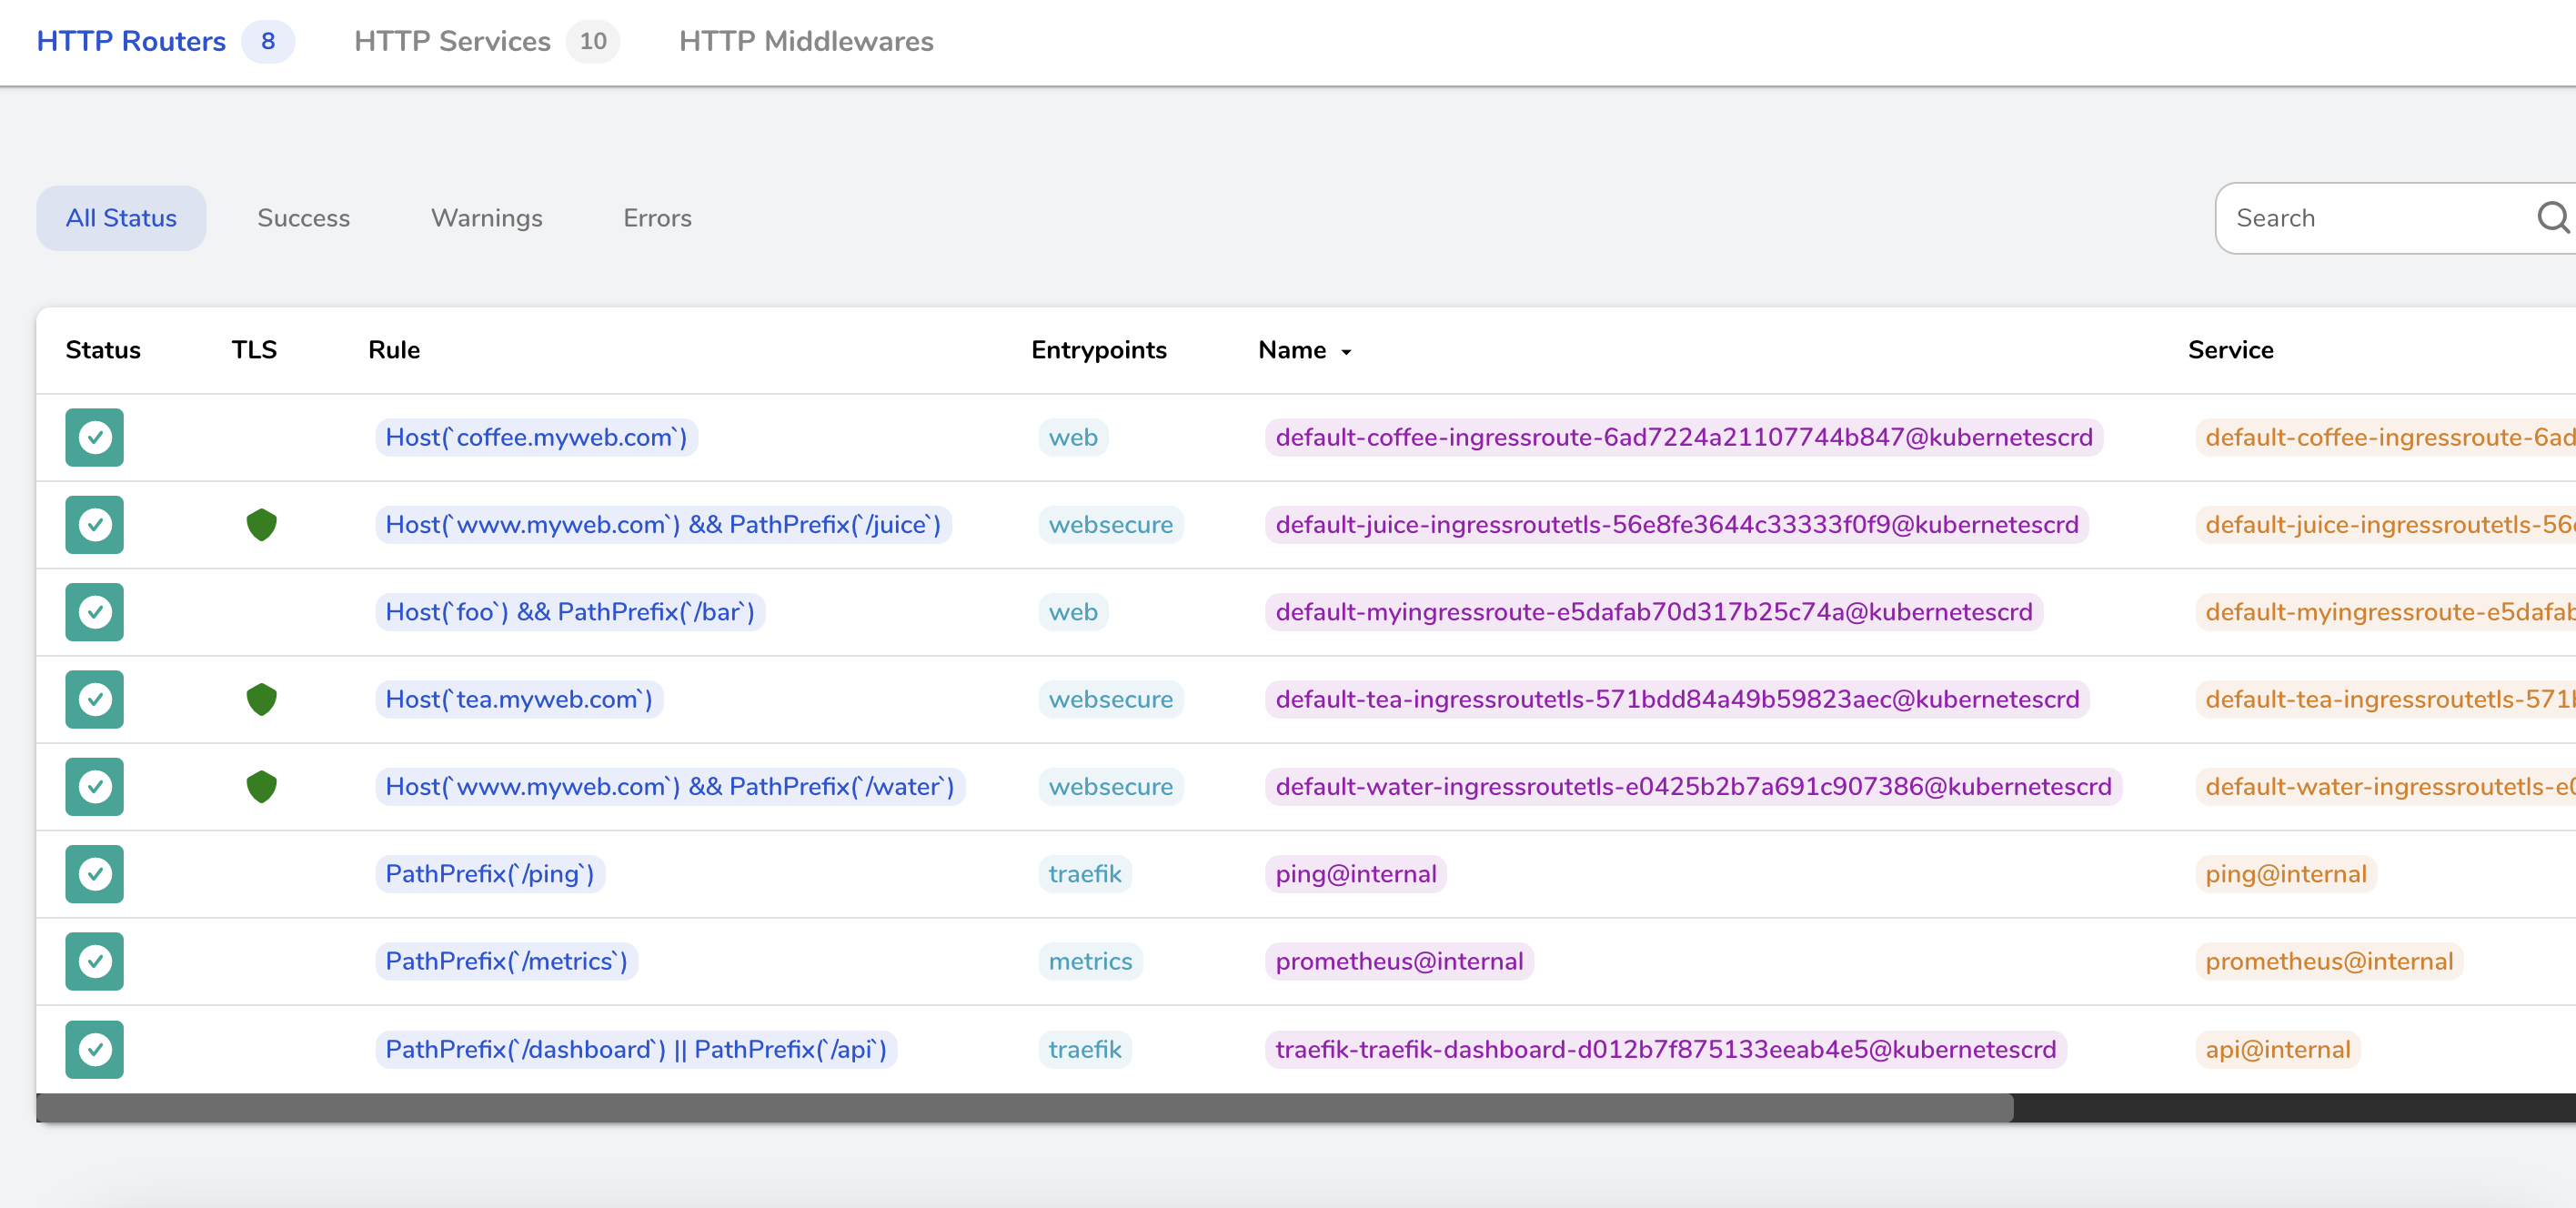 HTTP Routers 8 HTTP Services 10 HTTP Middlewares
All Status Success Warnings Errors Search
Status TLS Rule Entrypoints Name Service
Host(`coffee.myweb.com`) web default-coffee-ingressroute-6ad7224a21107744b847@kubernetescrd default-coffee-ingressroute-6ad
Host(`www.myweb.com`) && PathPrefix(`/juice`) websecure default-juice-ingressroutetls-56e8fe3644c33333f0f9@kubernetescrd default-juice-ingressroutetls-56e
Host(`foo`) && PathPrefix(`/bar`) web default-myingressroute-e5dafab70d317b25c74a@kubernetescrd default-myingressroute-e5dafab
Host(`tea.myweb.com`) websecure default-tea-ingressroutetls-571bdd84a49b59823aec@kubernetescrd default-tea-ingressroutetls-571b
Host(`www.myweb.com`) && PathPrefix(`/water`) websecure default-water-ingressroutetls-e0425b2b7a691c907386@kubernetescrd default-water-ingressroutetls-e0
PathPrefix(`/ping`) traefik ping@internal ping@internal
PathPrefix(`/metrics`) metrics prometheus@internal prometheus@internal
PathPrefix(`/dashboard`) || PathPrefix(`/api`) traefik traefik-traefik-dashboard-d012b7f875133eeab4e5@kubernetescrd api@internal